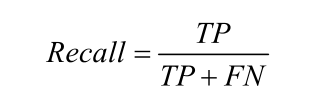 Recall = TP / (TP + FN)